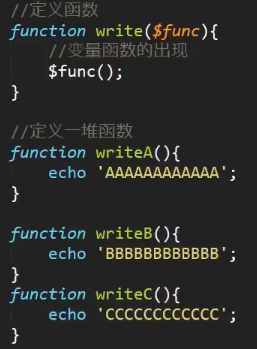 //定义函数
function write($func){
//变量函数的出现
$func();
}
//定义一堆函数
function writeA(){
echo 'AAAAAAAAAAAA';
}
function writeB(){
echo 'BBBBBBBBBBBB';
}
function writeC(){
echo 'CCCCCCCCCCCC';
}